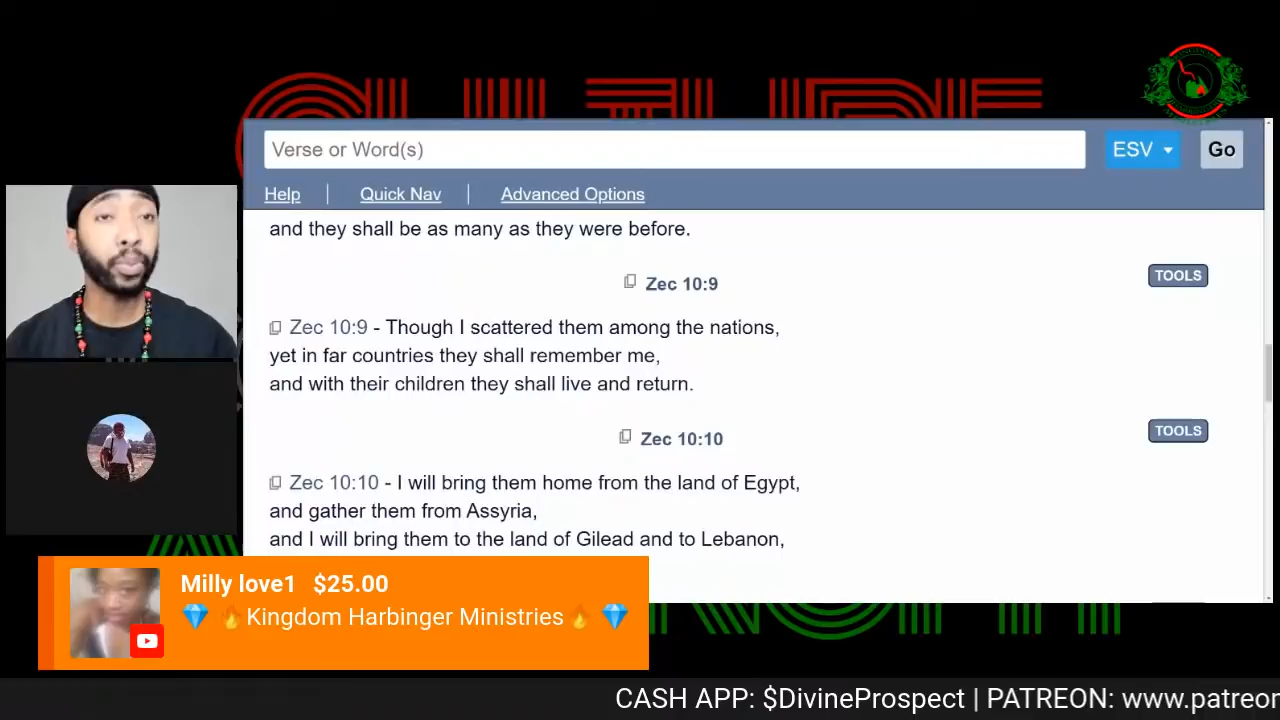 Verse or Word(s)
ESV
Go
Help | Quick Nav | Advanced Options
and they shall be as many as they were before.
Zec 10:9
TOOLS
Zec 10:9 - Though I scattered them among the nations,
yet in far countries they shall remember me,
and with their children they shall live and return.
Zec 10:10
TOOLS
Zec 10:10 - I will bring them home from the land of Egypt,
and gather them from Assyria,
and I will bring them to the land of Gilead and to Lebanon,
Milly love1 $25.00
💎 🔥Kingdom Harbinger Ministries🔥 💎
CASH APP: $DivineProspect | PATREON: www.patreon